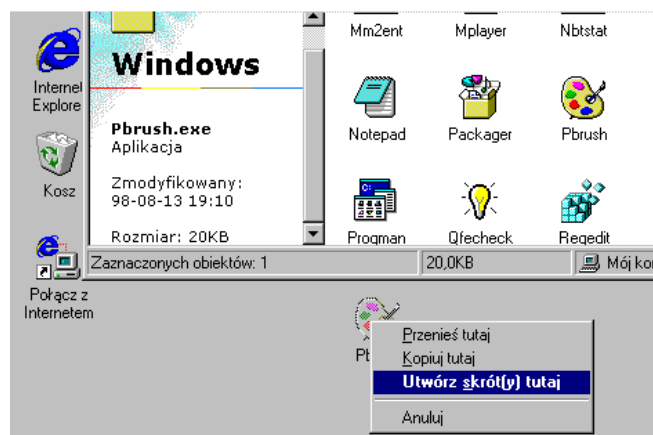 Mm2ent
Mplayer
Nbtstat
Internet
Explore
Windows
Pbrush.exe
Aplikacja
Notepad
Packager
Pbrush
Kosz
Zmodyfikowany:
98-08-13 19:10
Rozmiar: 20KB
Progman
Qfecheck
Regedit
Zaznaczonych obiektów: 1
20,0KB
Mój ko
Połącz z
Internetem
Przenieś tutaj
Kopiuj tutaj
Utwórz skrót(y) tutaj
Anuluj